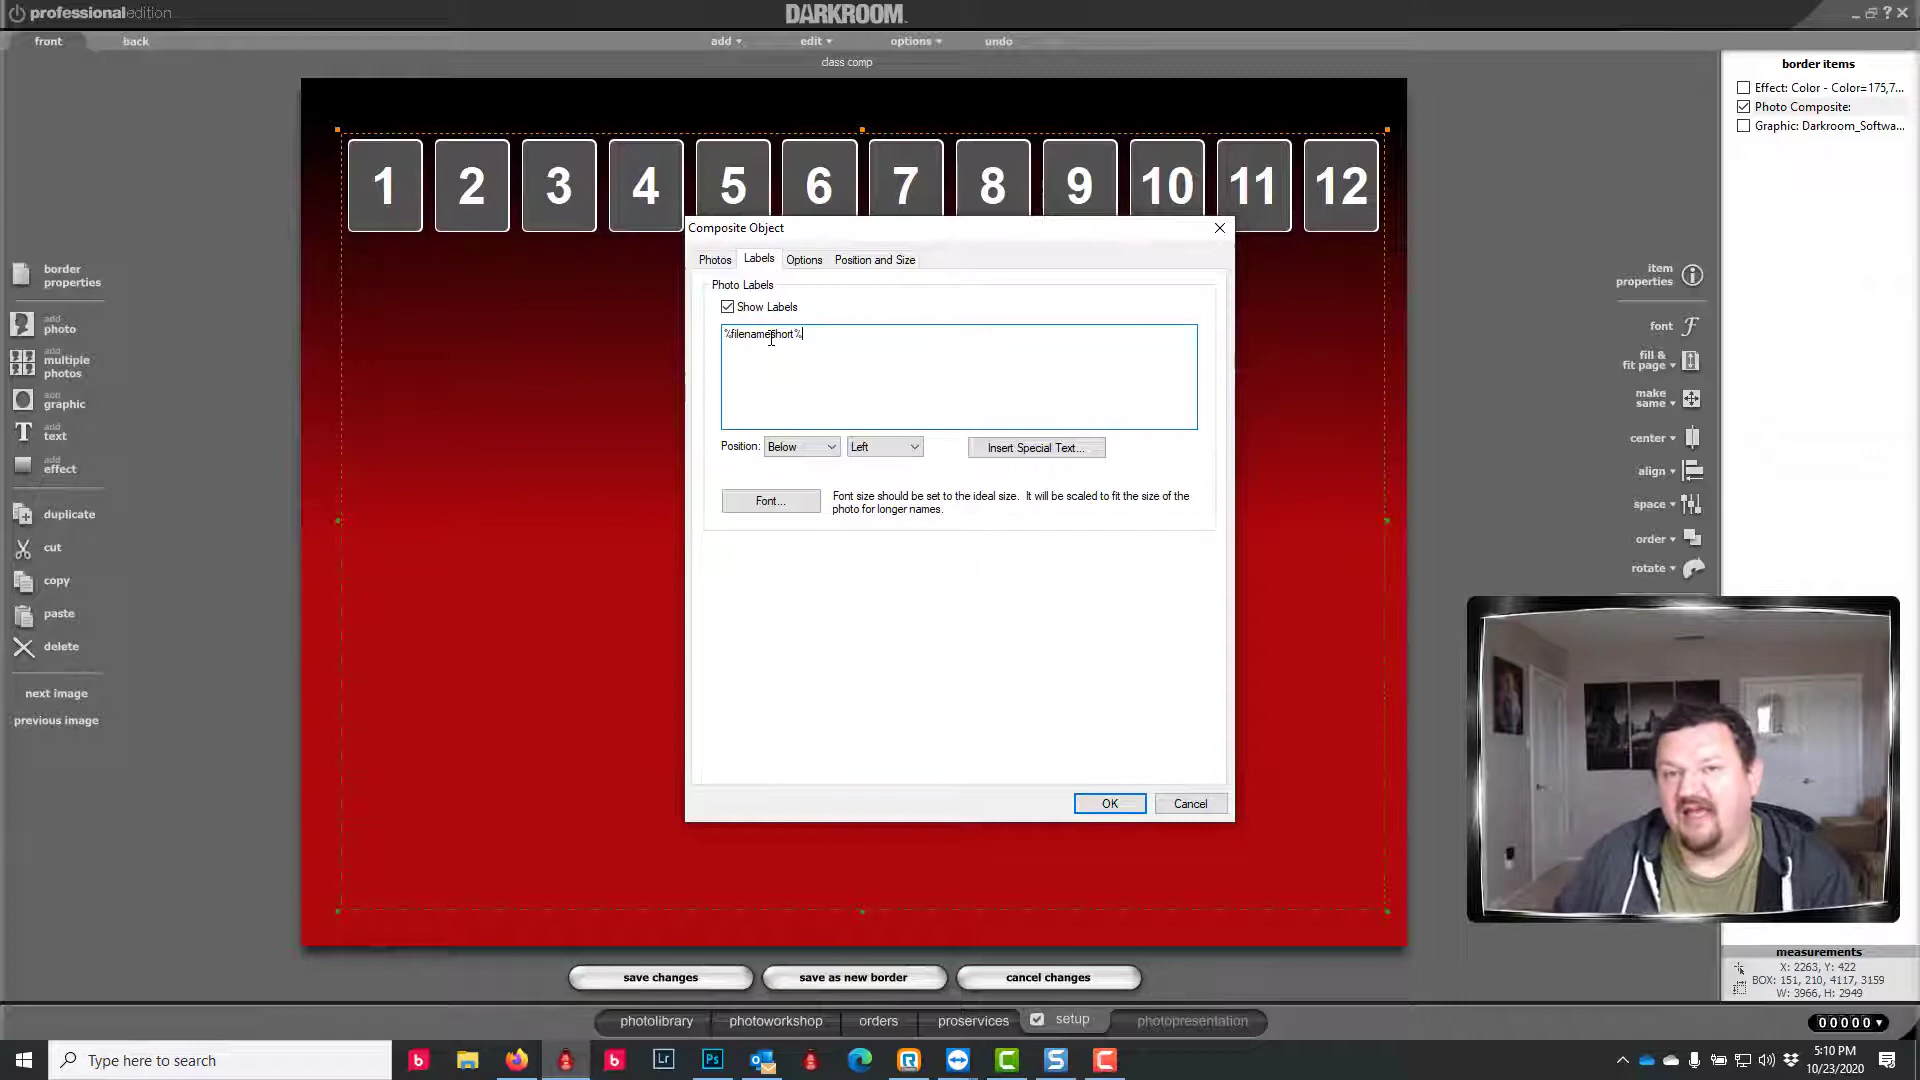 professionaledition
DARKROOM
front
back
add
edit
options
undo
class comp
border items
Effect: Color - Color=175,7...
Photo Composite:
Graphic: Darkroom_Softwa...
1 2 3 4 5 6 7 8 9 10 11 12
Composite Object
Photos
Labels
Options
Position and Size
Photo Labels
Show Labels
%filenameshort%
Position:
Below
Left
Insert Special Text...
Font...
Font size should be set to the ideal size. It will be scaled to fit the size of the
photo for longer names.
OK
Cancel
border
properties
add
photo
add
multiple
photos
add
graphic
add
text
add
effect
duplicate
cut
copy
paste
delete
next image
previous image
item
properties
font
fill &
fit page
make
same
center
align
space
order
rotate
measurements
X: 2263, Y: 422
BOX: 151, 210, 4117, 3159
W: 3966, H: 2949
save changes
save as new border
cancel changes
photolibrary
photoworkshop
orders
proservices
setup
photopresentation
00000
Type here to search
Lr
Ps
5:10 PM
10/23/2020